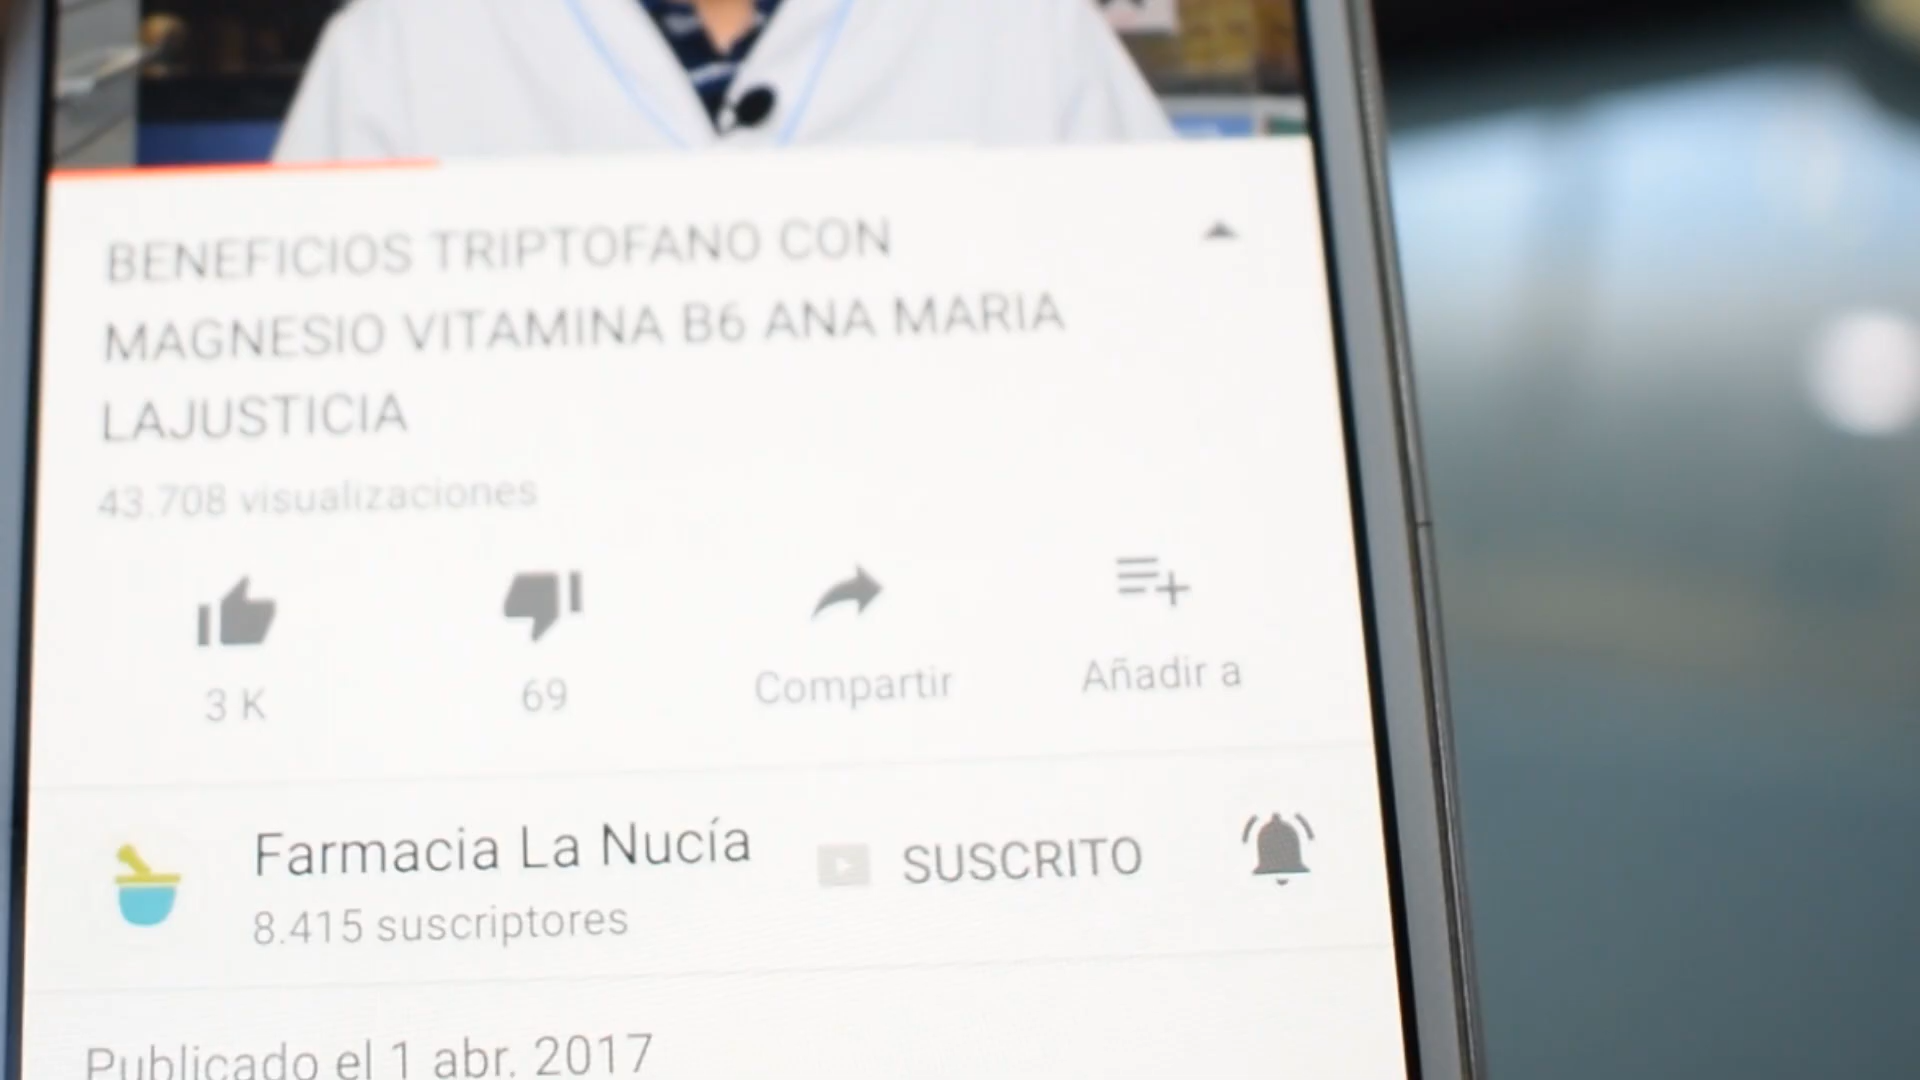 BENEFICIOS TRIPTOFANO CON
MAGNESIO VITAMINA B6 ANA MARIA
LAJUSTICIA
43.708 visualizaciones
3 K
69
Compartir
Añadir a
Farmacia La Nucía
SUSCRITO
8.415 suscriptores
Publicado el 1 abr. 2017